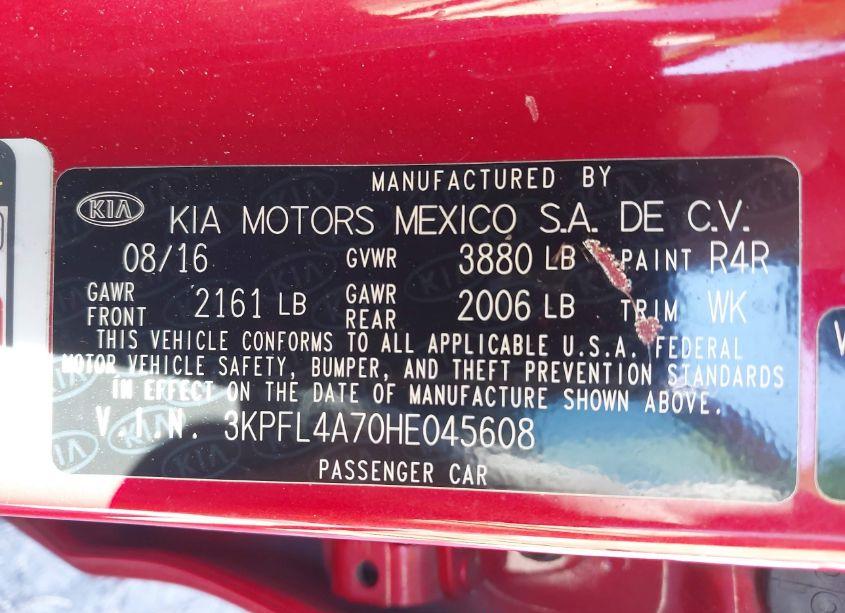 MANUFACTURED BY
KIA KIA MOTORS MEXICO S.A. DE C.V.
08/16 GVWR 3880 LB PAINT R4R
GAWR FRONT 2161 LB GAWR REAR 2006 LB TRIM WK
THIS VEHICLE CONFORMS TO ALL APPLICABLE U.S.A. FEDERAL
MOTOR VEHICLE SAFETY, BUMPER, AND THEFT PREVENTION STANDARDS
IN EFFECT ON THE DATE OF MANUFACTURE SHOWN ABOVE.
V.I.N. 3KPFL4A70HE045608
PASSENGER CAR